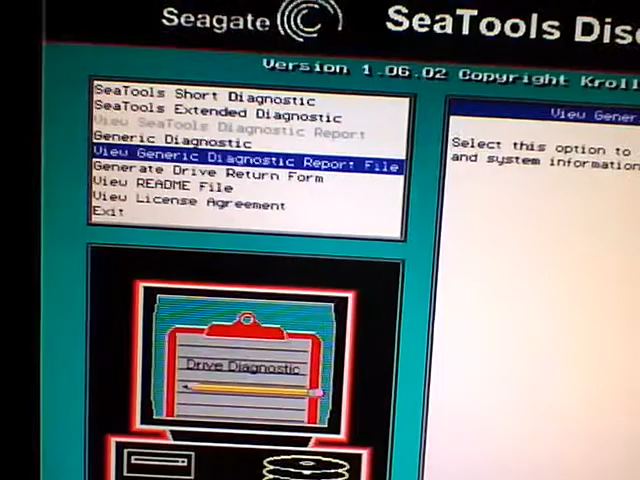 Seagate
SeaTools Disc
Version 1.06.02 Copyright Kroll
SeaTools Short Diagnostic
SeaTools Extended Diagnostic
View SeaTools Diagnostic Report
Generic Diagnostic
View Generic Diagnostic Report File
Generate Drive Return Form
View README File
View License Agreement
Exit
View Gener
Select this option to
and system information
Drive Diagnostic